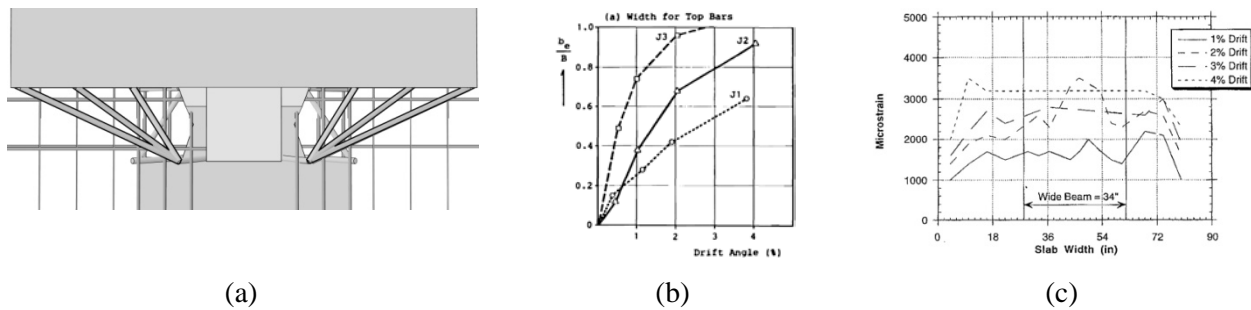 (a) Width for Top Bars
be
B
1.0
0.8
0.6
0.4
0.2
0
J3
J2
J1
1 2 3 4
Drift Angle (%)
5000
4000
3000
2000
1000
0
Microstrain
1% Drift
2% Drift
3% Drift
4% Drift
Wide Beam = 34"
0 18 36 54 72 90
Slab Width (in)
(a) (b) (c)